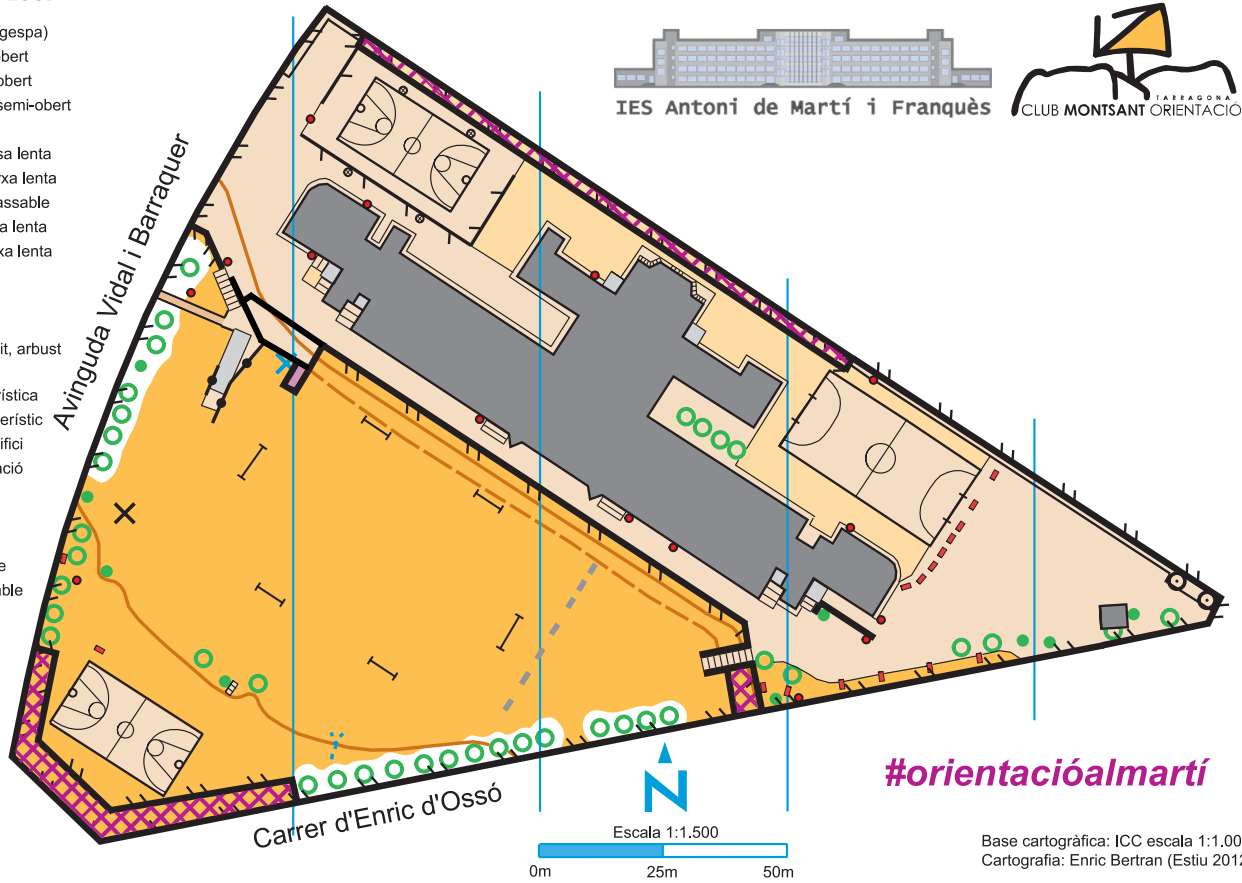 gespa)
obert
obert
semi-obert
sa lenta
rxa lenta
assable
a lenta
xa lenta
it, arbust
rística
erístic
ifici
ació
e
able
Avinguda Vidal i Barraquer
IES Antoni de Martí i Franquès
TARRAGONA
CLUB MONTSANT ORIENTACIÓ
Carrer d'Enric d'Ossó
N
#orientacióalmartí
Escala 1:1.500
0m 25m 50m
Base cartogràfica: ICC escala 1:1.00
Cartografia: Enric Bertran (Estiu 2012